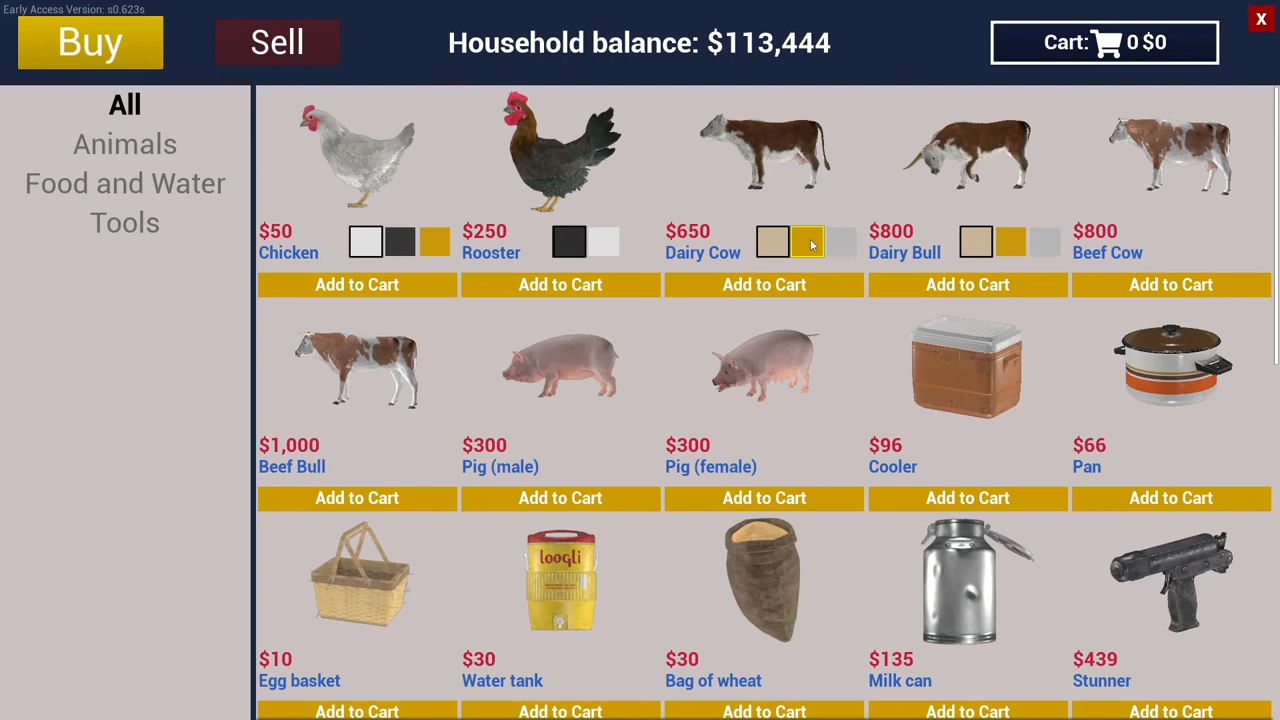 Early Access Version: s0.623s
Buy
Sell
Household balance: $113,444
Cart: 0 $0
X
All
Animals
Food and Water
Tools
$50
Chicken
Add to Cart
$250
Rooster
Add to Cart
$650
Dairy Cow
Add to Cart
$800
Dairy Bull
Add to Cart
$800
Beef Cow
Add to Cart
$1,000
Beef Bull
Add to Cart
$300
Pig (male)
Add to Cart
$300
Pig (female)
Add to Cart
$96
Cooler
Add to Cart
$66
Pan
Add to Cart
$10
Egg basket
Add to Cart
loogli
$30
Water tank
Add to Cart
$30
Bag of wheat
Add to Cart
$135
Milk can
Add to Cart
$439
Stunner
Add to Cart